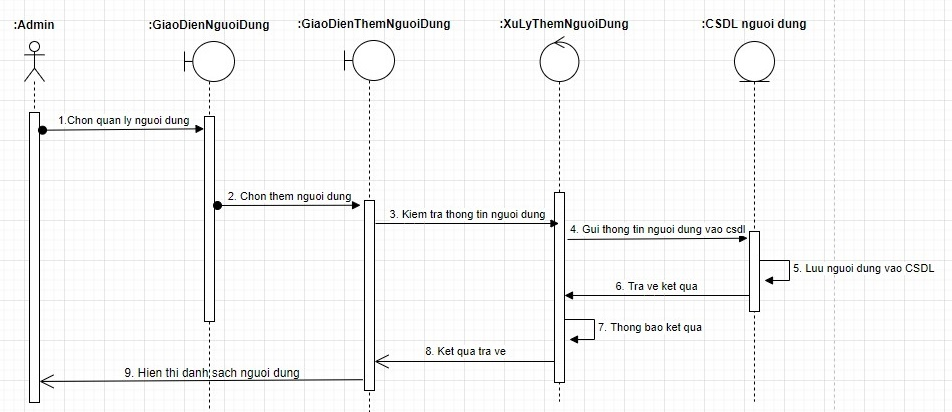 :Admin
:GiaoDienNguoiDung
:GiaoDienThemNguoiDung
:XuLyThemNguoiDung
:CSDL nguoi dung
1.Chon quan ly nguoi dung
2. Chon them nguoi dung
3. Kiem tra thong tin nguoi dung
4. Gui thong tin nguoi dung vao csdl
5. Luu nguoi dung vao CSDL
6. Tra ve ket qua
7. Thong bao ket qua
8. Ket qua tra ve
9. Hien thi danh sach nguoi dung